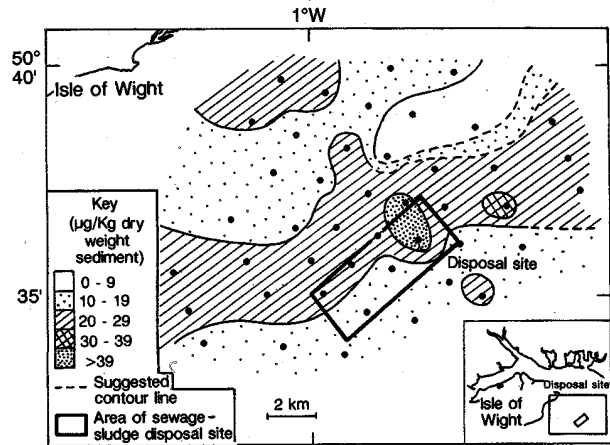 1°W
50°
40'
Isle of Wight
Key
(µg/Kg dry
weight
sediment)
0 - 9
10 - 19
20 - 29
30 - 39
>39
Suggested
contour line
Area of sewage-
sludge disposal site
35'
Disposal site
2 km
Disposal site
Isle of
Wight